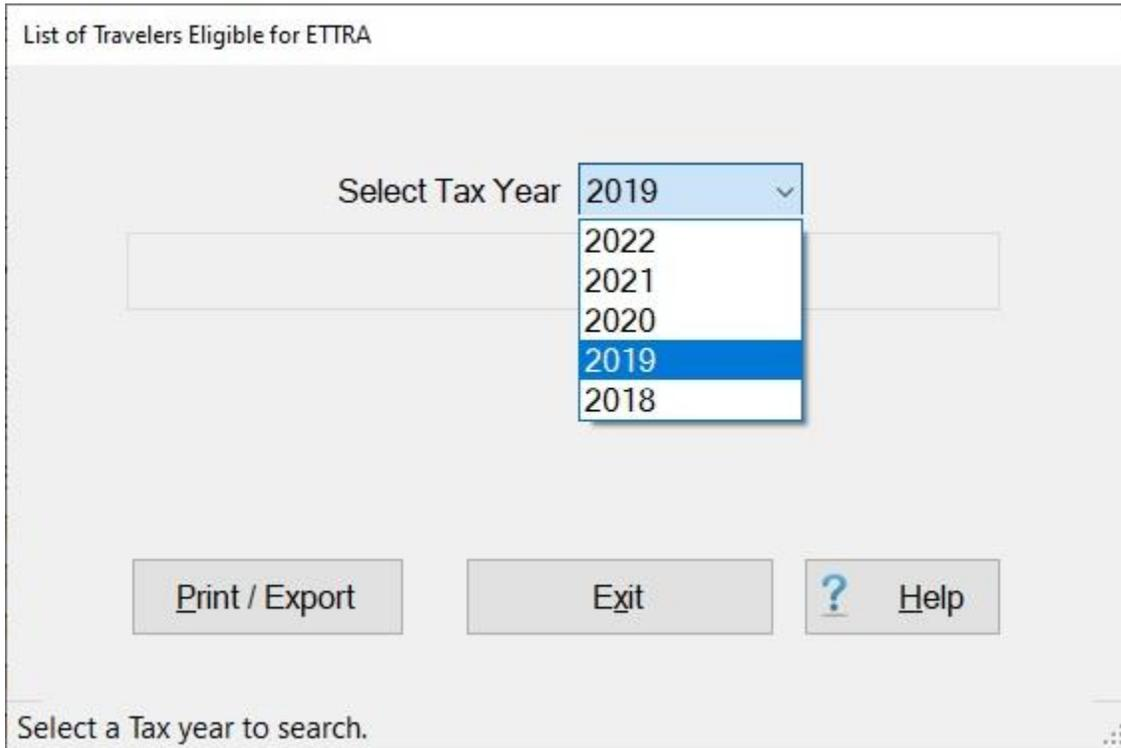 List of Travelers Eligible for ETTRA
Select Tax Year 2019
2022
2021
2020
2019
2018
Print / Export Exit ? Help
Select a Tax year to search.